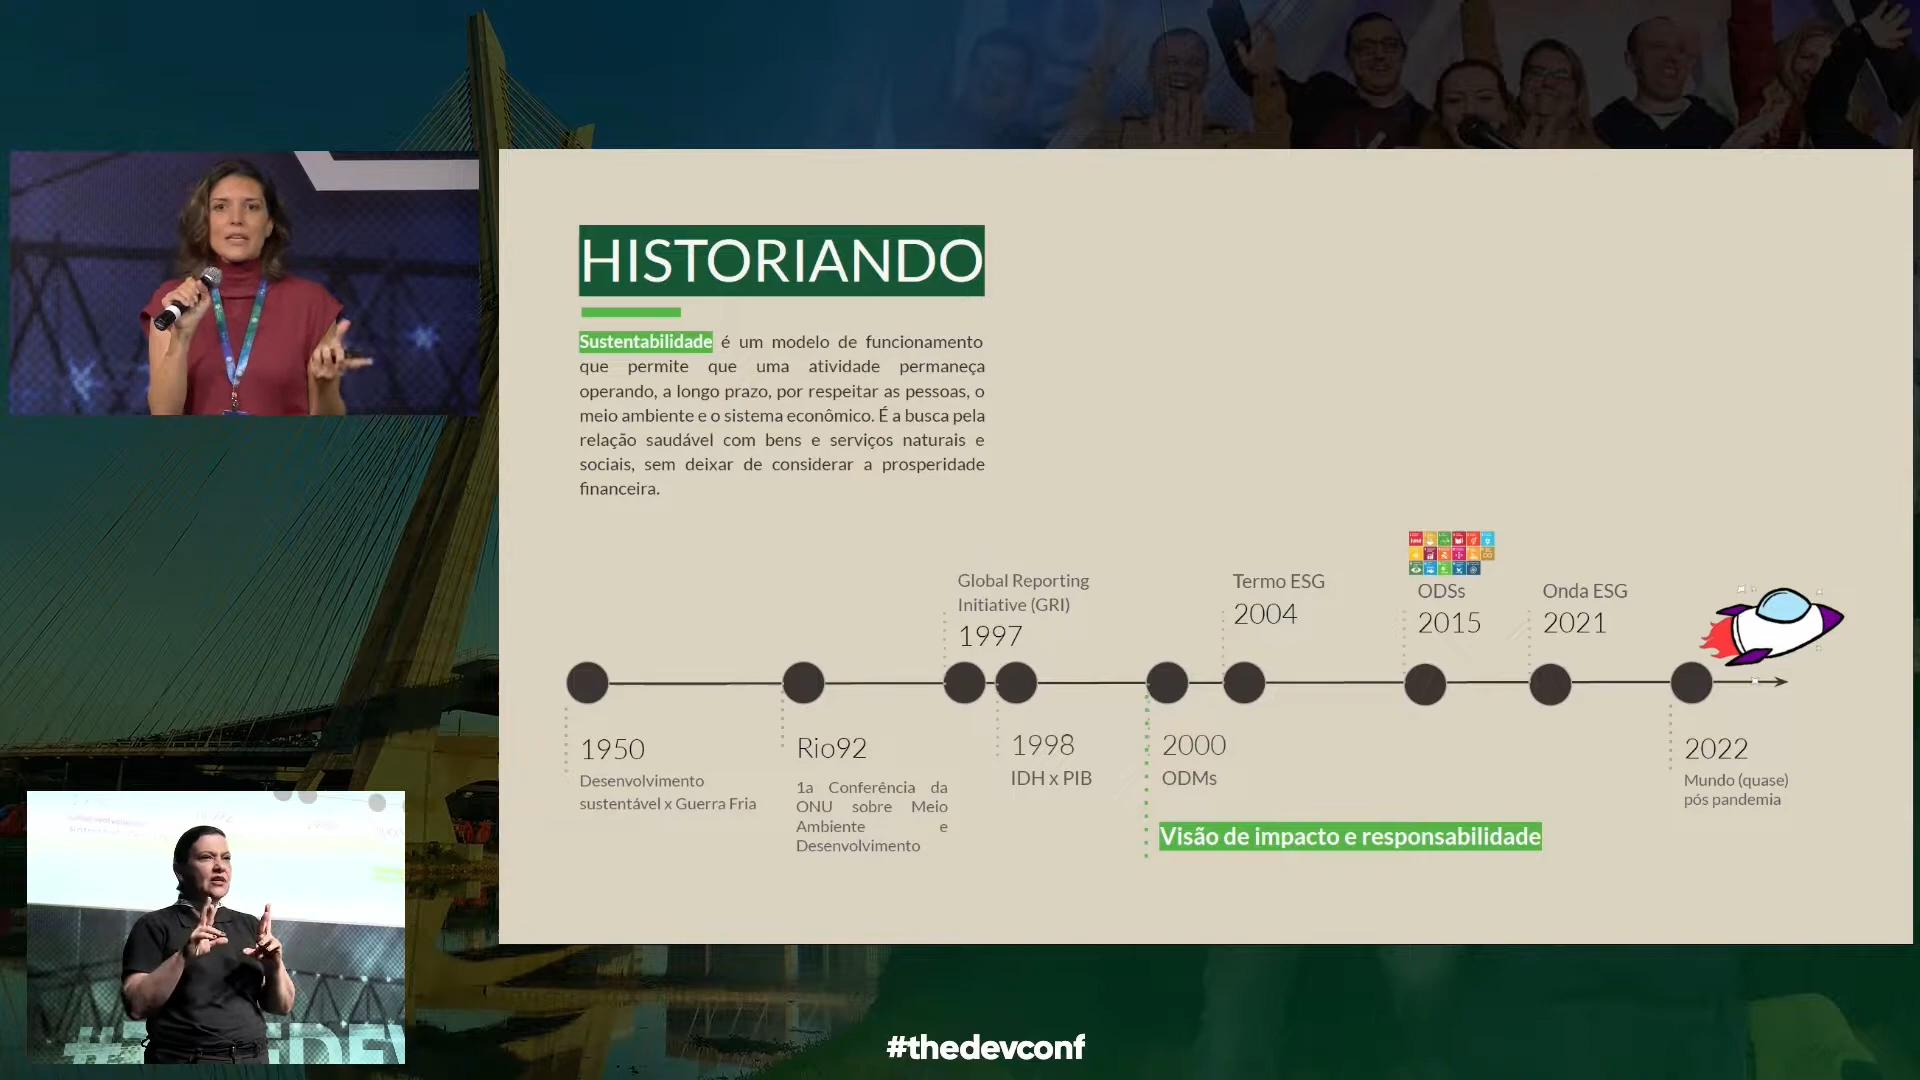 HISTORIANDO
Sustentabilidade é um modelo de funcionamento
que permite que uma atividade permaneça
operando, a longo prazo, por respeitar as pessoas, o
meio ambiente e o sistema econômico. É a busca pela
relação saudável com bens e serviços naturais e
sociais, sem deixar de considerar a prosperidade
financeira.
Global Reporting
Initiative (GRI)
1997
Termo ESG
2004
ODSs
2015
Onda ESG
2021
1950
Desenvolvimento
sustentável x Guerra Fria
Rio92
1a Conferência da
ONU sobre Meio
Ambiente e
Desenvolvimento
1998
IDH x PIB
2000
ODMs
Visão de impacto e responsabilidade
2022
Mundo (quase)
pós pandemia
#thedevconf